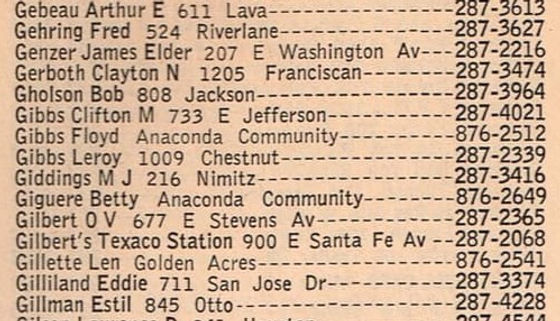 Gebeau Arthur E 611 Lava----------------------287-3613
Gehring Fred 524 Riverlane--------------------287-3627
Genzer James Elder 207 E Washington Av---287-2216
Gerboth Clayton N 1205 Franciscan---------287-3474
Gholson Bob 808 Jackson--------------------287-3964
Gibbs Clifton M 733 E Jefferson-------------287-4021
Gibbs Floyd Anaconda Community-----------876-2512
Gibbs Leroy 1009 Chestnut-----------------287-2339
Giddings M J 216 Nimitz--------------------287-3416
Giguere Betty Anaconda Community--------876-2649
Gilbert O V 677 E Stevens Av---------------287-2365
Gilbert's Texaco Station 900 E Santa Fe Av --287-2068
Gillette Len Golden Acres-------------------876-2541
Gilliland Eddie 711 San Jose Dr------------287-3374
Gillman Estil 845 Otto----------------------287-4228